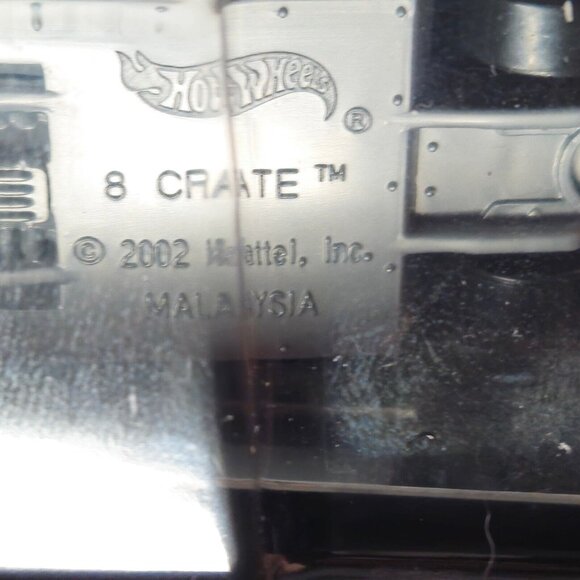 Hot Wheels ®
8 CRATE ™
© 2002 Mattel, Inc.
MALAYSIA